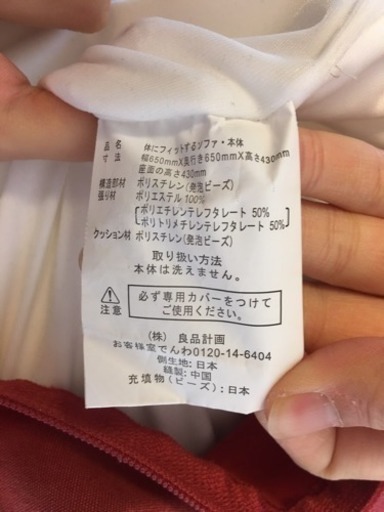 品名 体にフィットするソファ・本体
寸法 幅650mmX奥行き650mmX高さ430mm
座面の高さ430mm
構造部材 ポリスチレン(発泡ビーズ)
張り材 ポリエステル 100%
ポリエチレンテレフタレート 50%
ポリトリメチレンテレフタレート 50%
クッション材 ポリスチレン(発泡ビーズ)
取り扱い方法
本体は洗えません。
注意 必ず専用カバーをつけて
ご使用ください。
(株) 良品計画
お客様室でんわ0120-14-6404
側生地: 日本
縫製: 中国
充填物(ビーズ): 日本